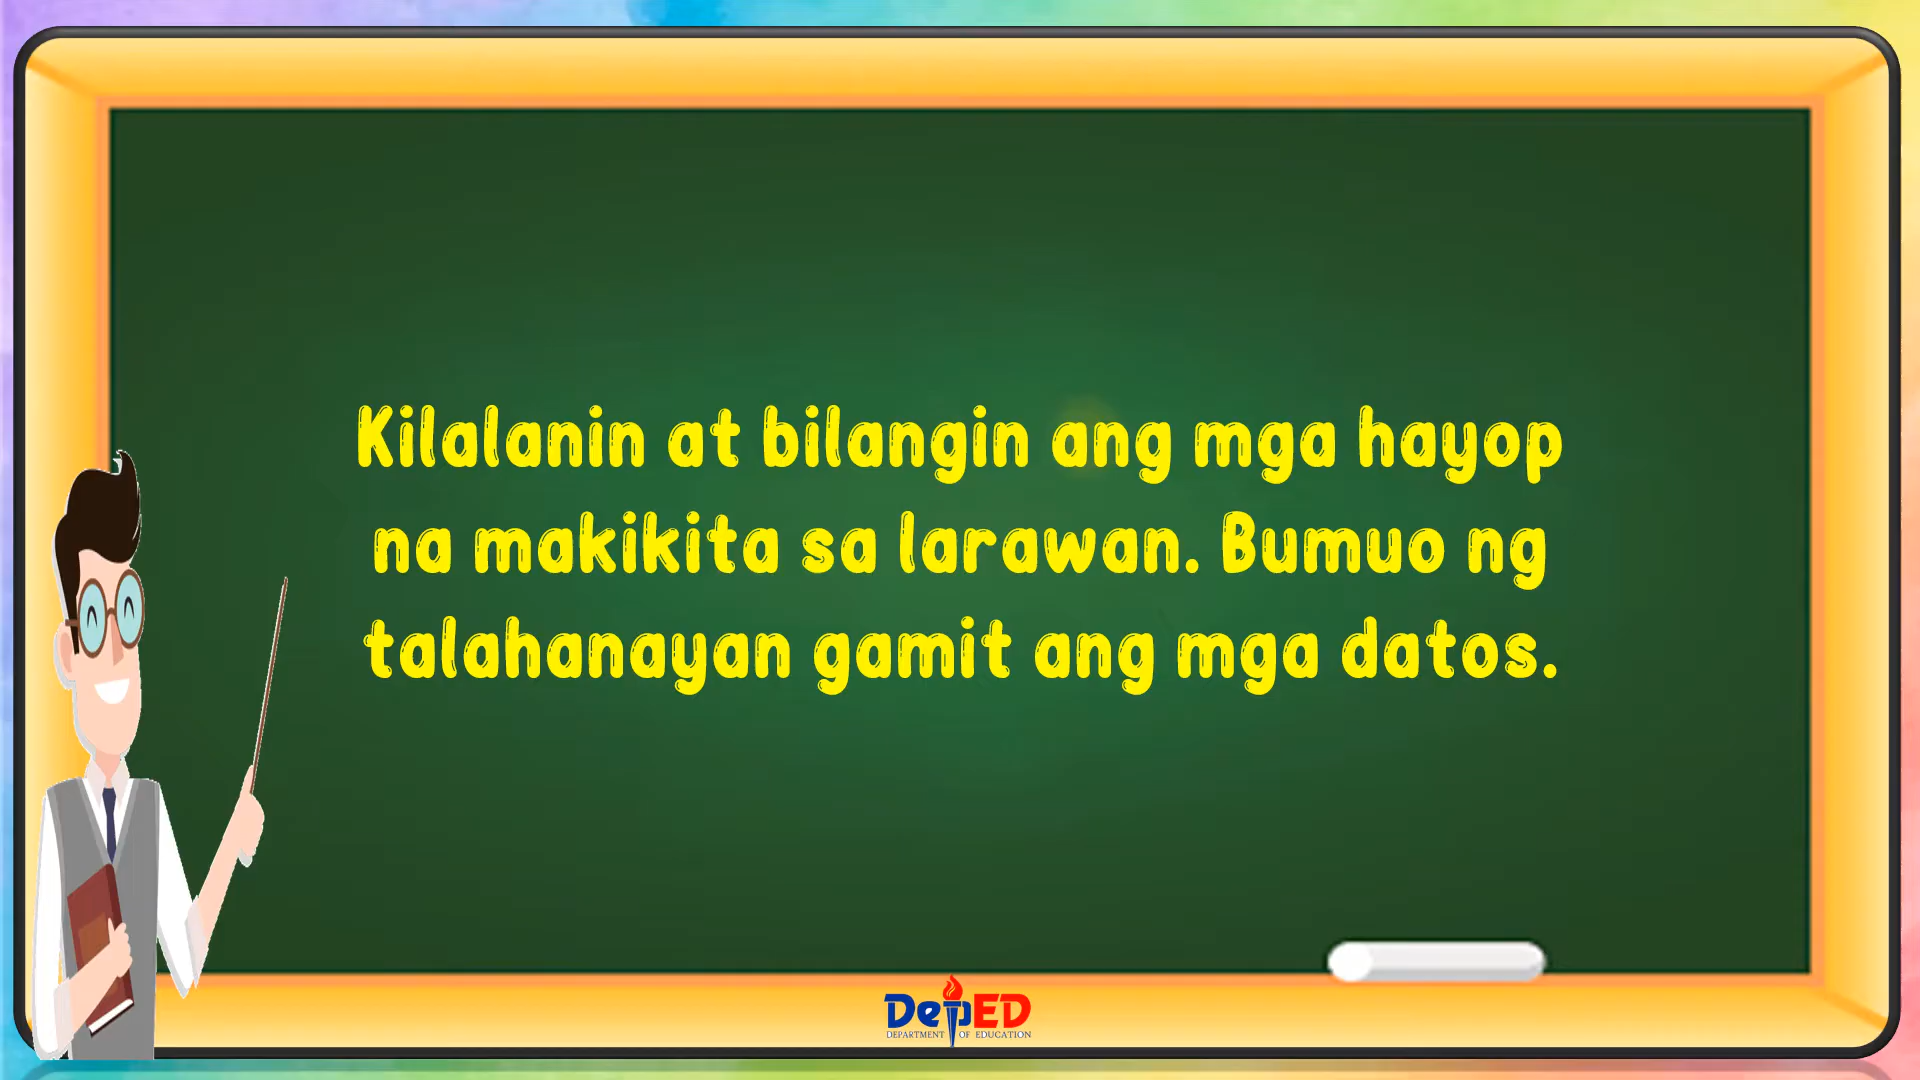 Kilalanin at bilangin ang mga hayop
na makikita sa larawan. Bumuo ng
talahanayan gamit ang mga datos.
DepED
DEPARTMENT OF EDUCATION